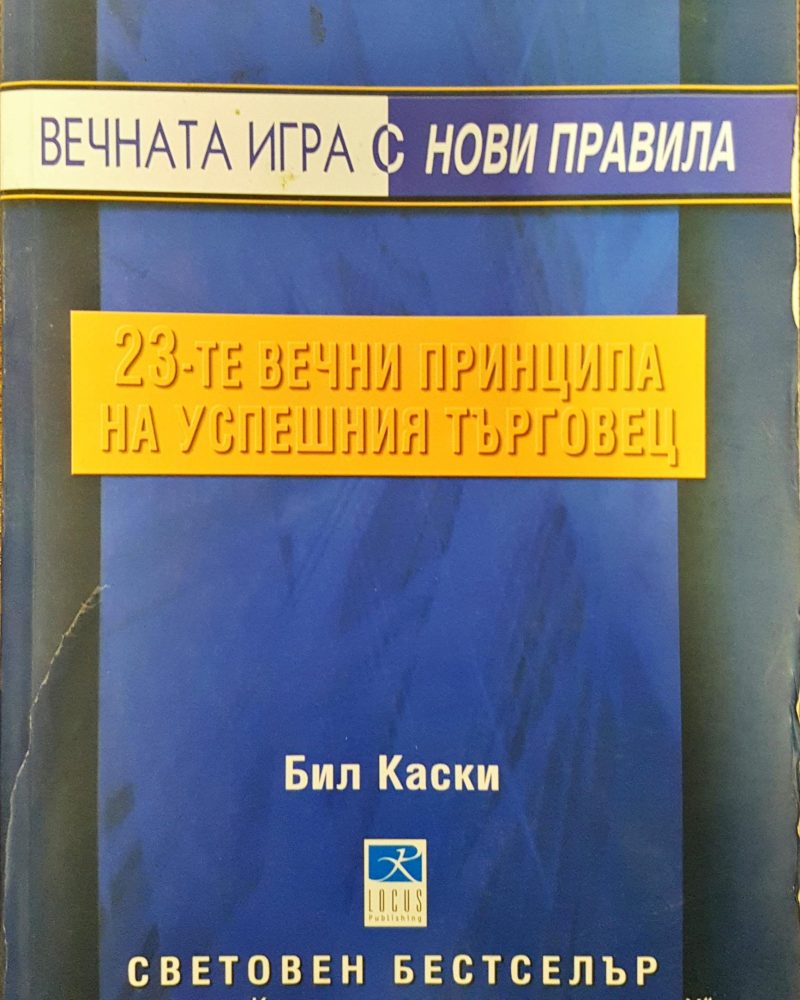 ВЕЧНАТА ИГРА С НОВИ ПРАВИЛА
23-ТЕ ВЕЧНИ ПРИНЦИПА
НА УСПЕШНИЯ ТЪРГОВЕЦ
Бил Каски
LOCUS
Publishing
СВЕТОВЕН БЕСТСЕЛЪР